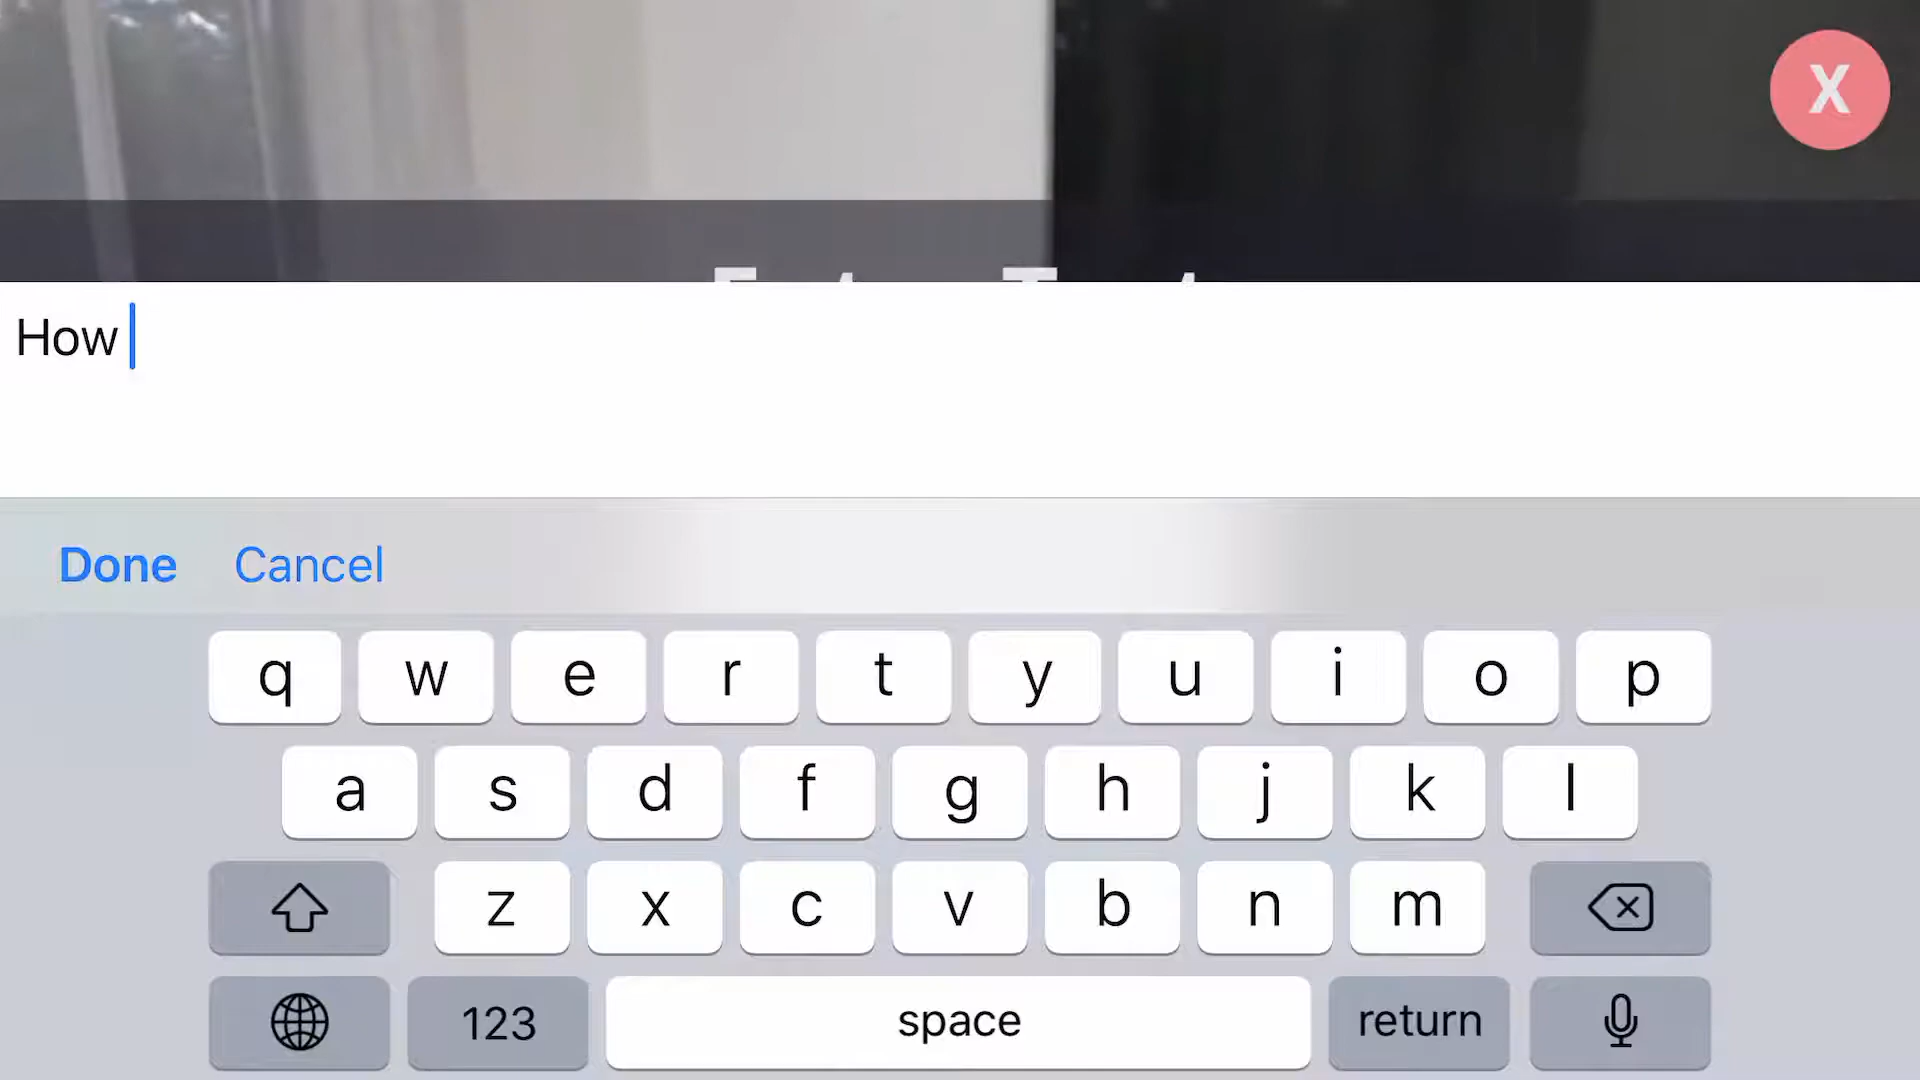 X
How
Done Cancel
q w e r t y u i o p
a s d f g h j k l
z x c v b n m
123 space return